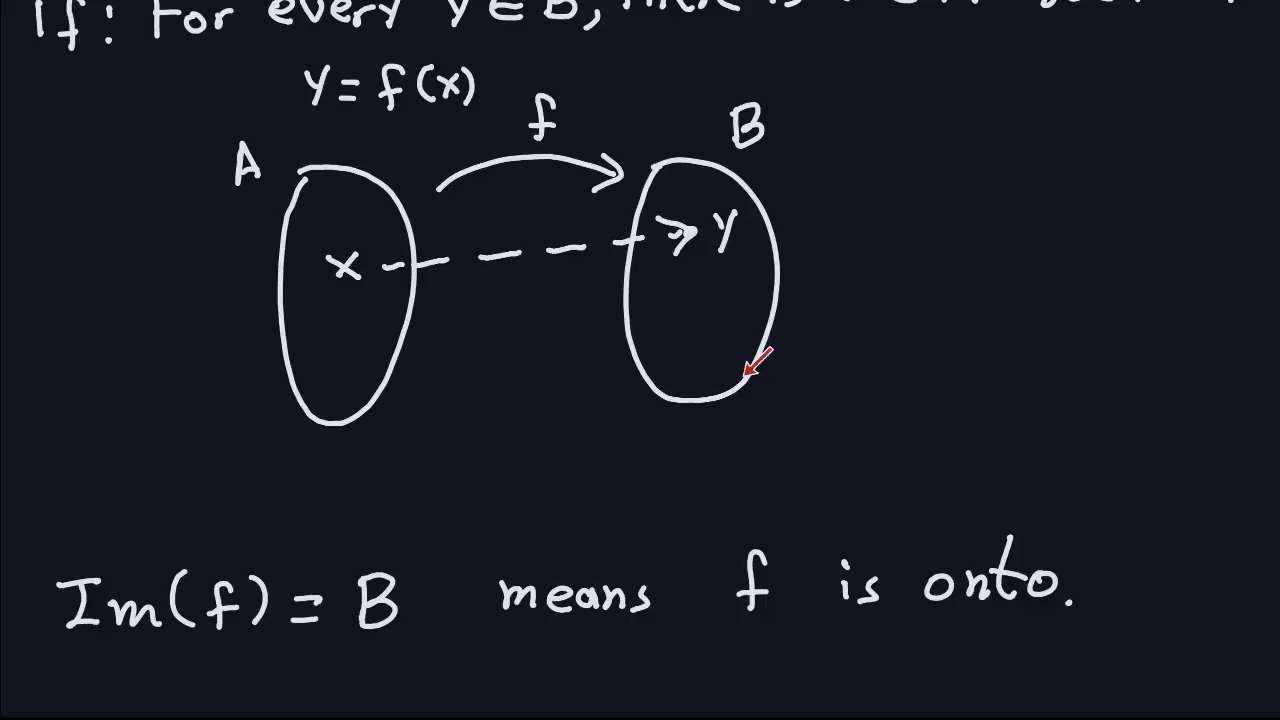 If: For every y ∈ B,
y = f(x)
f
A
B
x
y
Im(f) = B means f is onto.